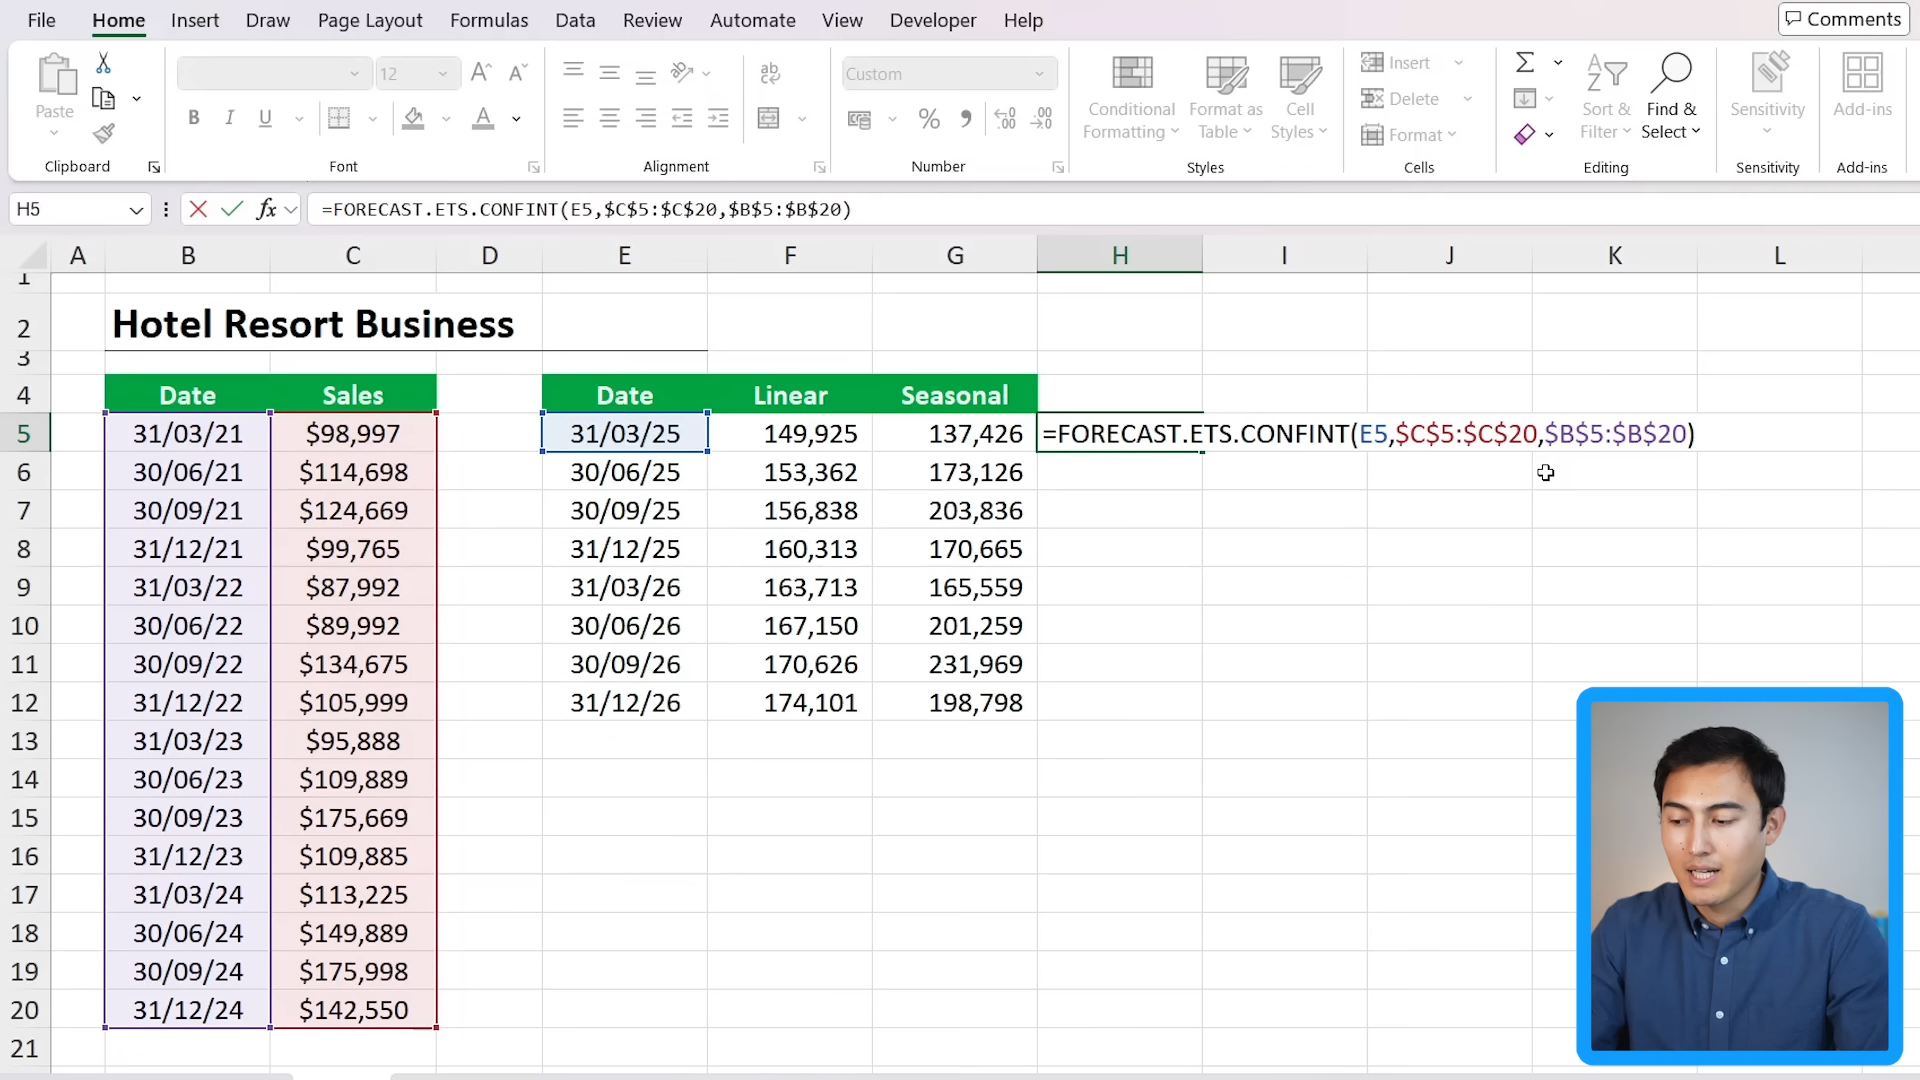 File Home Insert Draw Page Layout Formulas Data Review Automate View Developer Help Comments
12 Custom
Paste
B I U A % ab
Conditional Formatting
Format as Table
Cell Styles
Insert
Delete
Format
Sort & Filter
Find & Select
Sensitivity
Add-ins
Clipboard Font Alignment Number Styles Cells Editing Sensitivity Add-ins
H5 fx =FORECAST.ETS.CONFINT(E5,$C$5:$C$20,$B$5:$B$20)
A B C D E F G H I J K L
1
2 Hotel Resort Business
3
4 Date Sales Date Linear Seasonal
5 31/03/21 $98,997 31/03/25 149,925 137,426 =FORECAST.ETS.CONFINT(E5,$C$5:$C$20,$B$5:$B$20)
6 30/06/21 $114,698 30/06/25 153,362 173,126
7 30/09/21 $124,669 30/09/25 156,838 203,836
8 31/12/21 $99,765 31/12/25 160,313 170,665
9 31/03/22 $87,992 31/03/26 163,713 165,559
10 30/06/22 $89,992 30/06/26 167,150 201,259
11 30/09/22 $134,675 30/09/26 170,626 231,969
12 31/12/22 $105,999 31/12/26 174,101 198,798
13 31/03/23 $95,888
14 30/06/23 $109,889
15 30/09/23 $175,669
16 31/12/23 $109,885
17 31/03/24 $113,225
18 30/06/24 $149,889
19 30/09/24 $175,998
20 31/12/24 $142,550
21